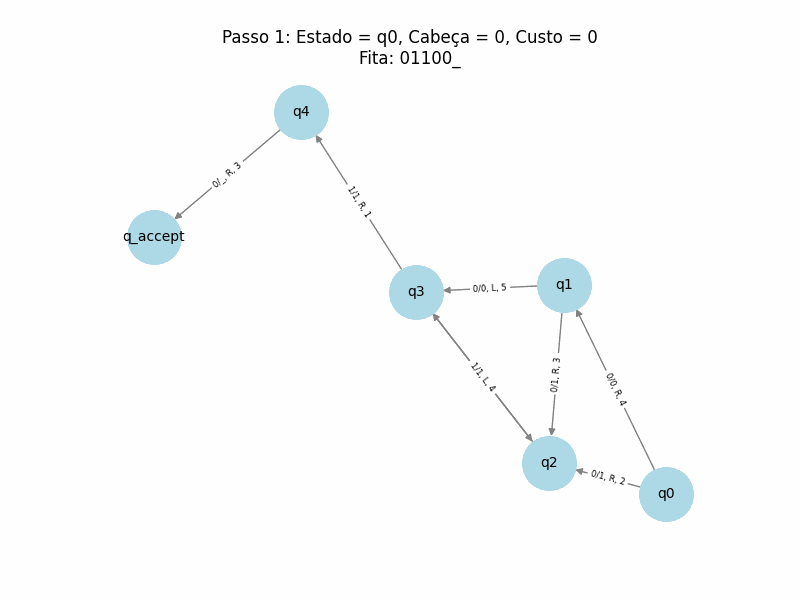 Passo 1: Estado = q0, Cabeça = 0, Custo = 0
Fita: 01100_
q4
0/_, R, 3
1/1, R, 1
q_accept
q3
0/0, L, 5
q1
1/1, L, 4
0/1, R, 3
0/0, R, 4
q2
0/1, R, 2
q0